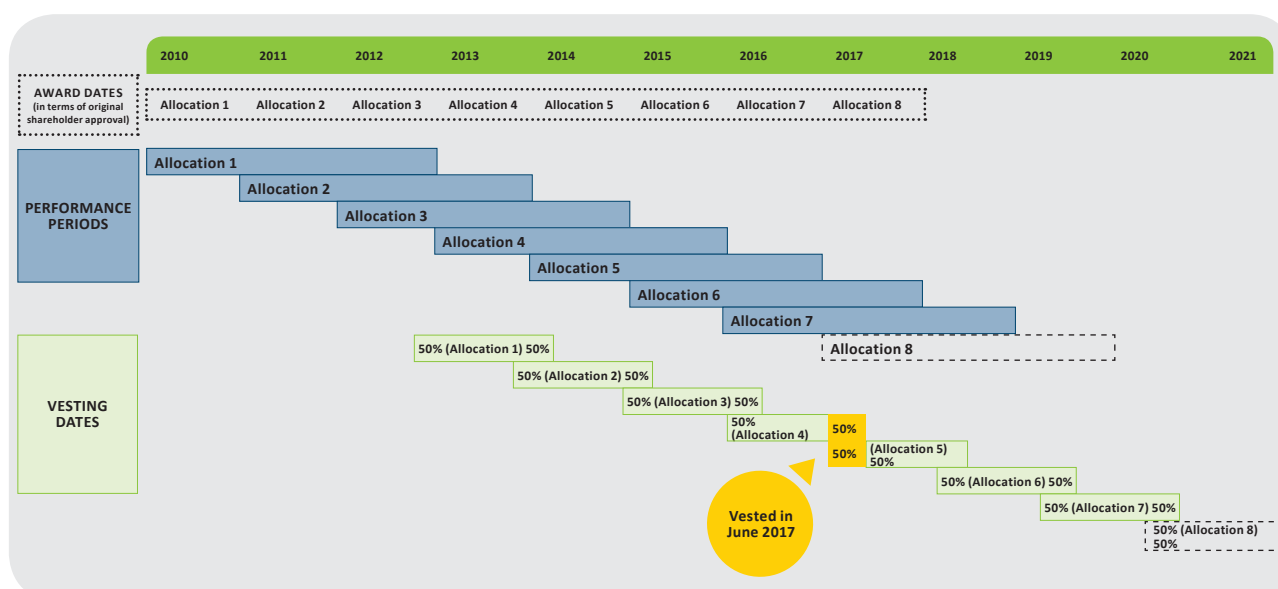 2010 2011 2012 2013 2014 2015 2016 2017 2018 2019 2020 2021
AWARD DATES
(in terms of original
shareholder approval)
Allocation 1 Allocation 2 Allocation 3 Allocation 4 Allocation 5 Allocation 6 Allocation 7 Allocation 8
PERFORMANCE
PERIODS
Allocation 1
Allocation 2
Allocation 3
Allocation 4
Allocation 5
Allocation 6
Allocation 7
Allocation 8
VESTING
DATES
50% (Allocation 1) 50%
50% (Allocation 2) 50%
50% (Allocation 3) 50%
50%
(Allocation 4)
50%
50%
(Allocation 5)
50%
50% (Allocation 6) 50%
50% (Allocation 7) 50%
50% (Allocation 8)
50%
Vested in
June 2017